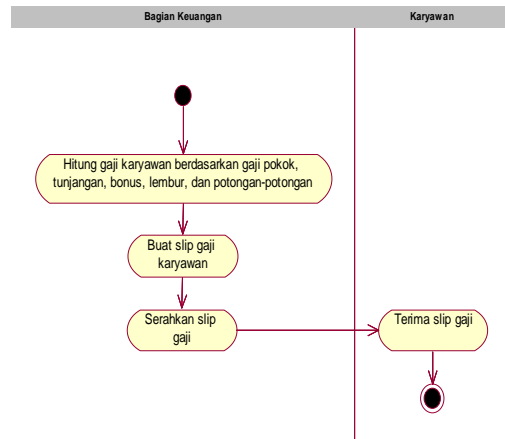 Bagian Keuangan
Karyawan
Hitung gaji karyawan berdasarkan gaji pokok,
tunjangan, bonus, lembur, dan potongan-potongan
Buat slip gaji
karyawan
Serahkan slip
gaji
Terima slip gaji